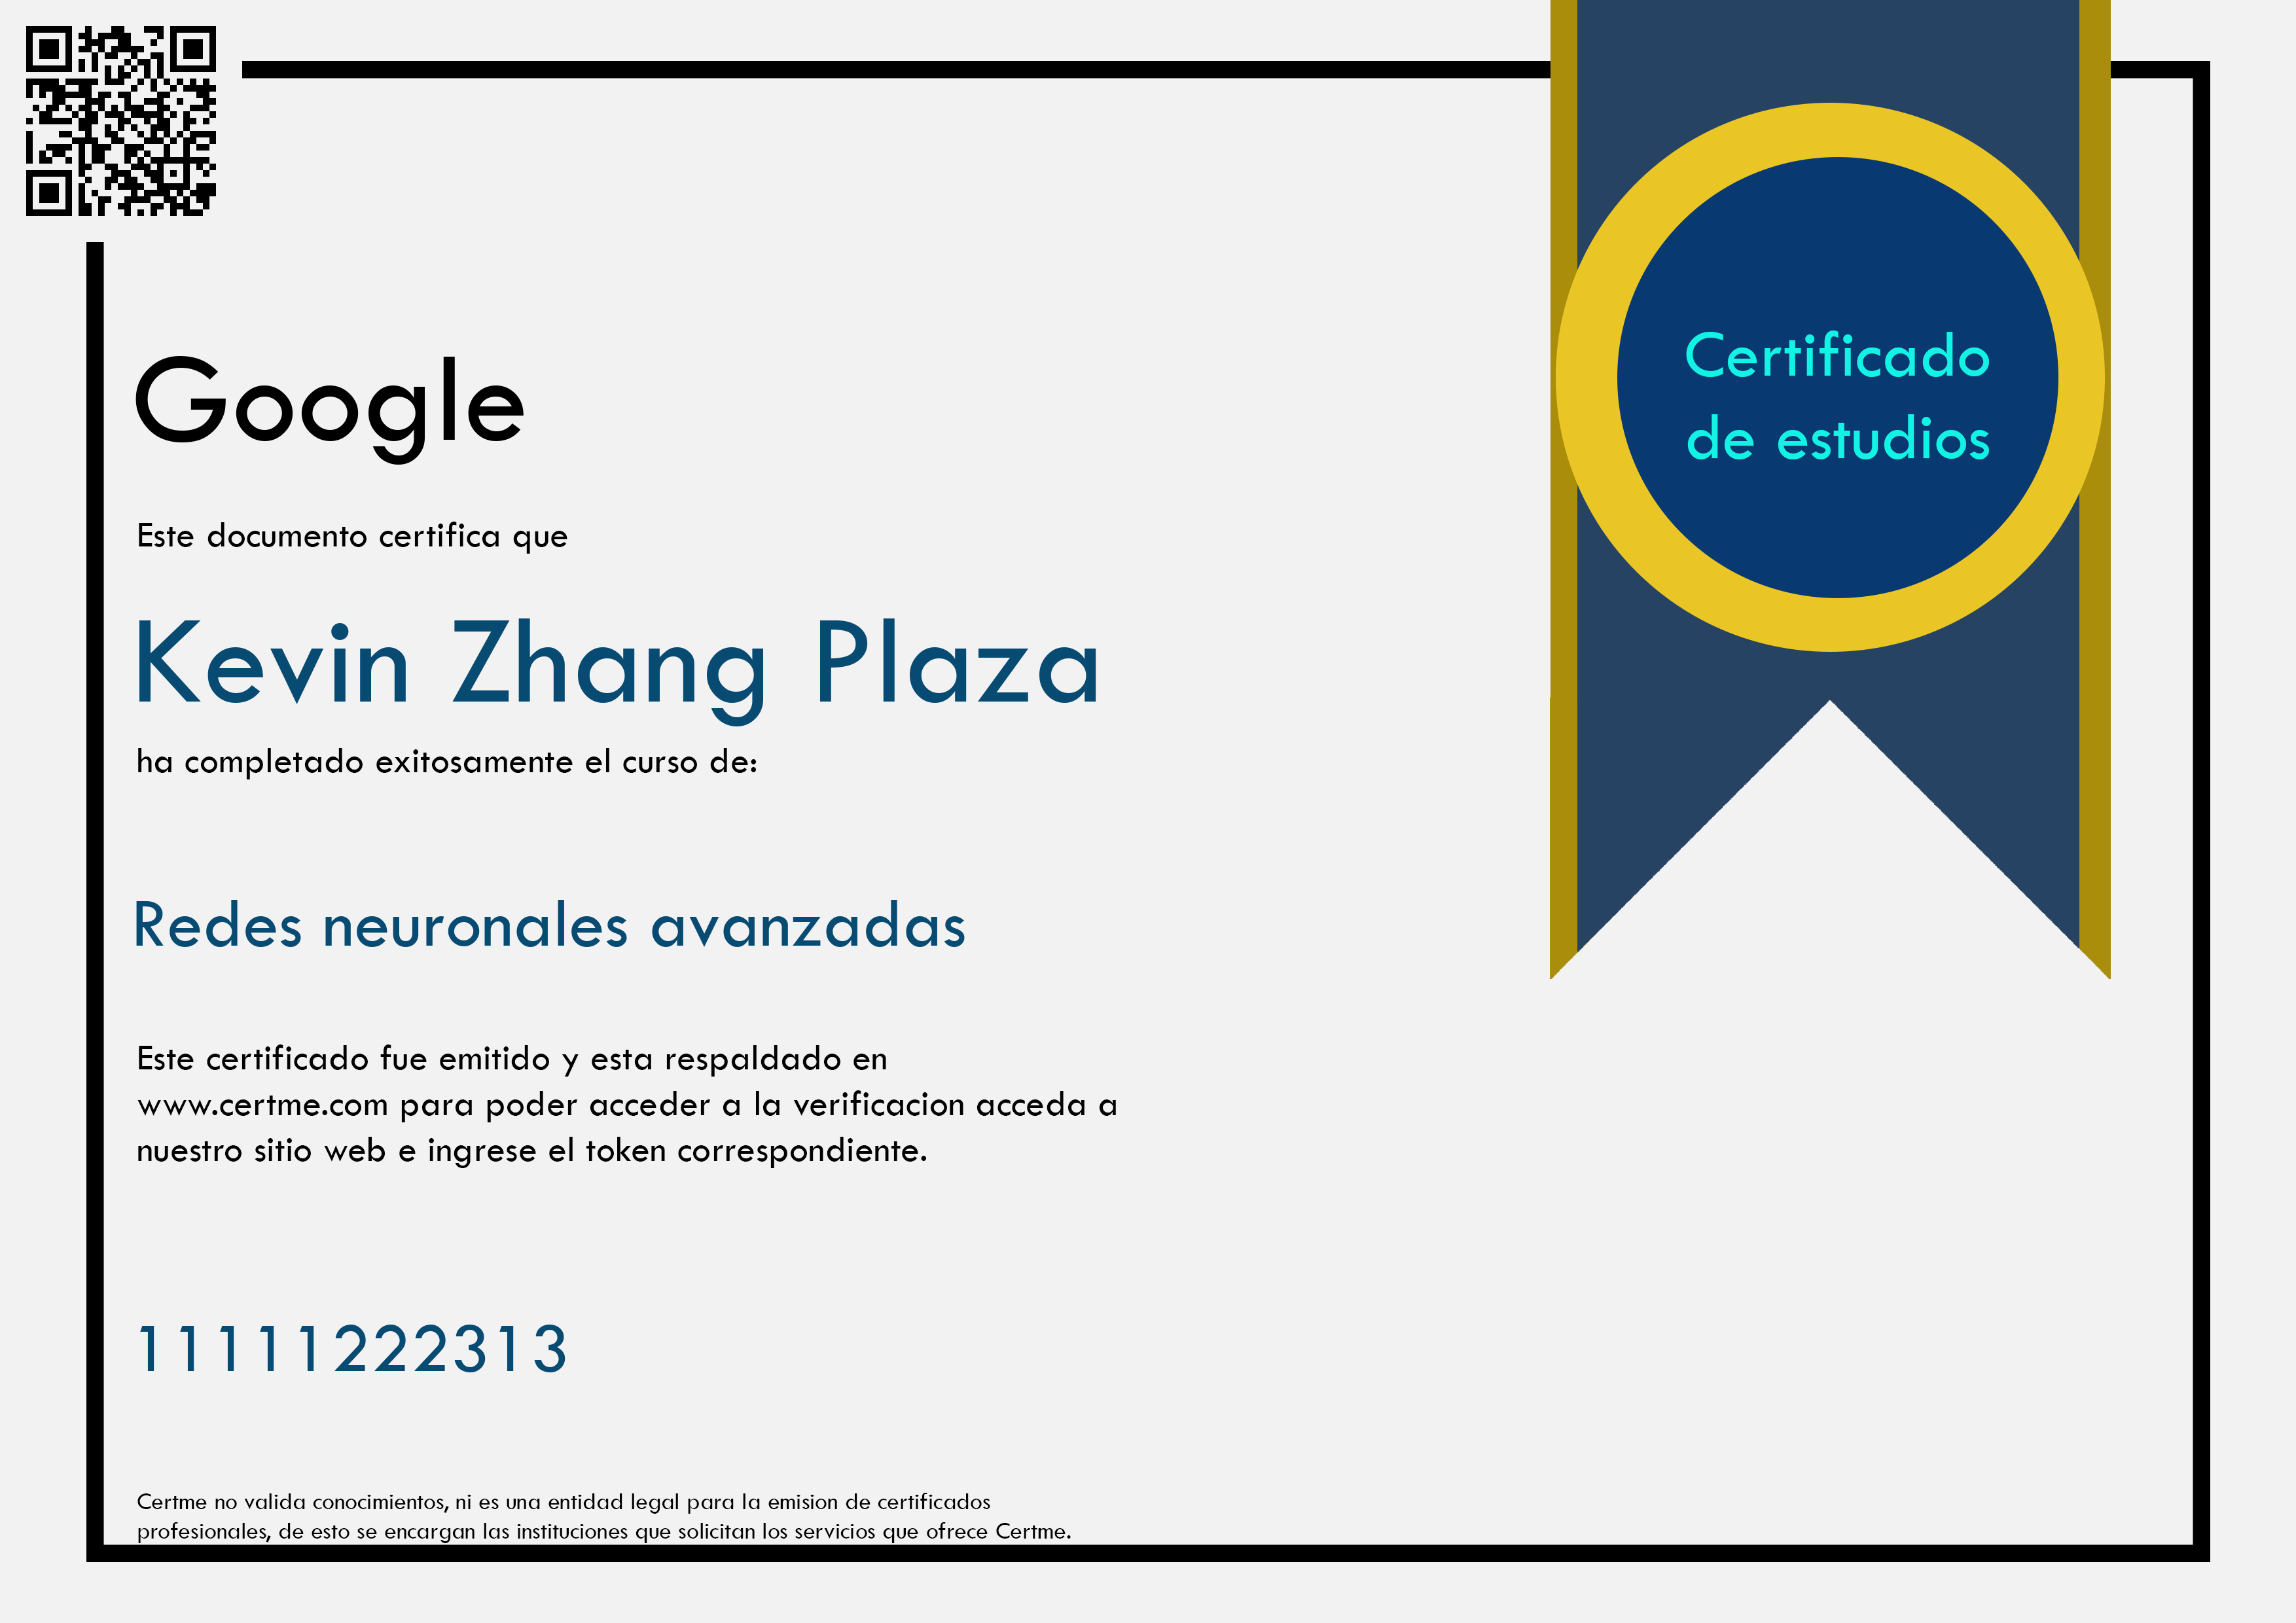 Google
Certificado
de estudios
Este documento certifica que
Kevin Zhang Plaza
ha completado exitosamente el curso de:
Redes neuronales avanzadas
Este certificado fue emitido y esta respaldado en
www.certme.com para poder acceder a la verificacion acceda a
nuestro sitio web e ingrese el token correspondiente.
11111222313
Certme no valida conocimientos, ni es una entidad legal para la emision de certificados
profesionales, de esto se encargan las instituciones que solicitan los servicios que ofrece Certme.